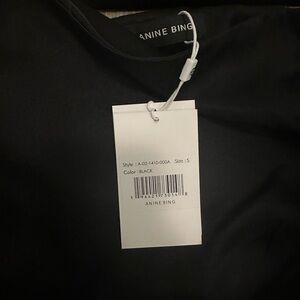 ANINE BING
Style : A-02-1410-000A Size : S
Color : BLACK
ANINE BING